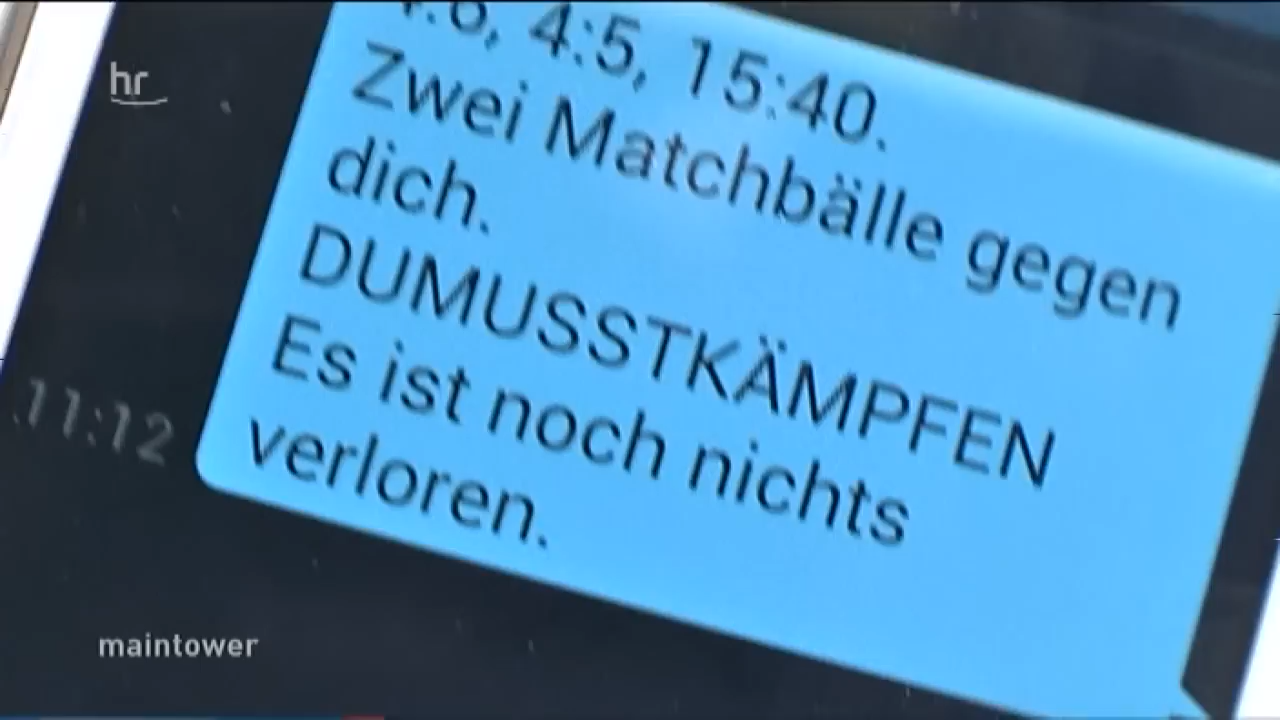 hr
4:5, 15:40.
Zwei Matchbälle gegen
dich.
DUMUSSTKÄMPFEN
Es ist noch nichts
verloren.
11:12
maintower